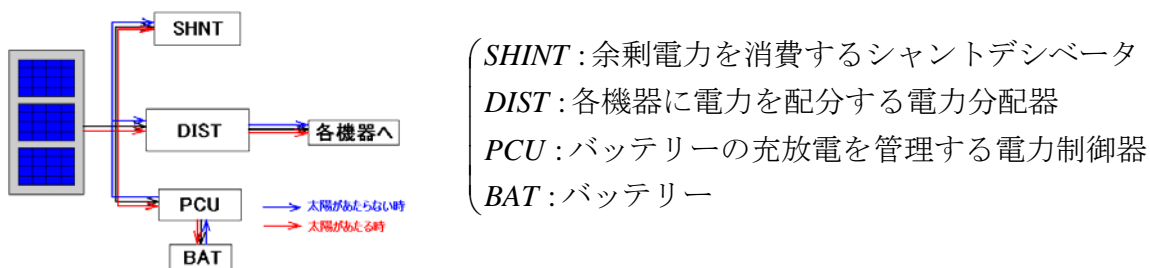 SHNT
DIST
各機器へ
PCU
太陽があたらない時
太陽があたる時
BAT
SHINT : 余剰電力を消費するシャントデシベータ
DIST : 各機器に電力を配分する電力分配器
PCU : バッテリーの充放電を管理する電力制御器
BAT : バッテリー